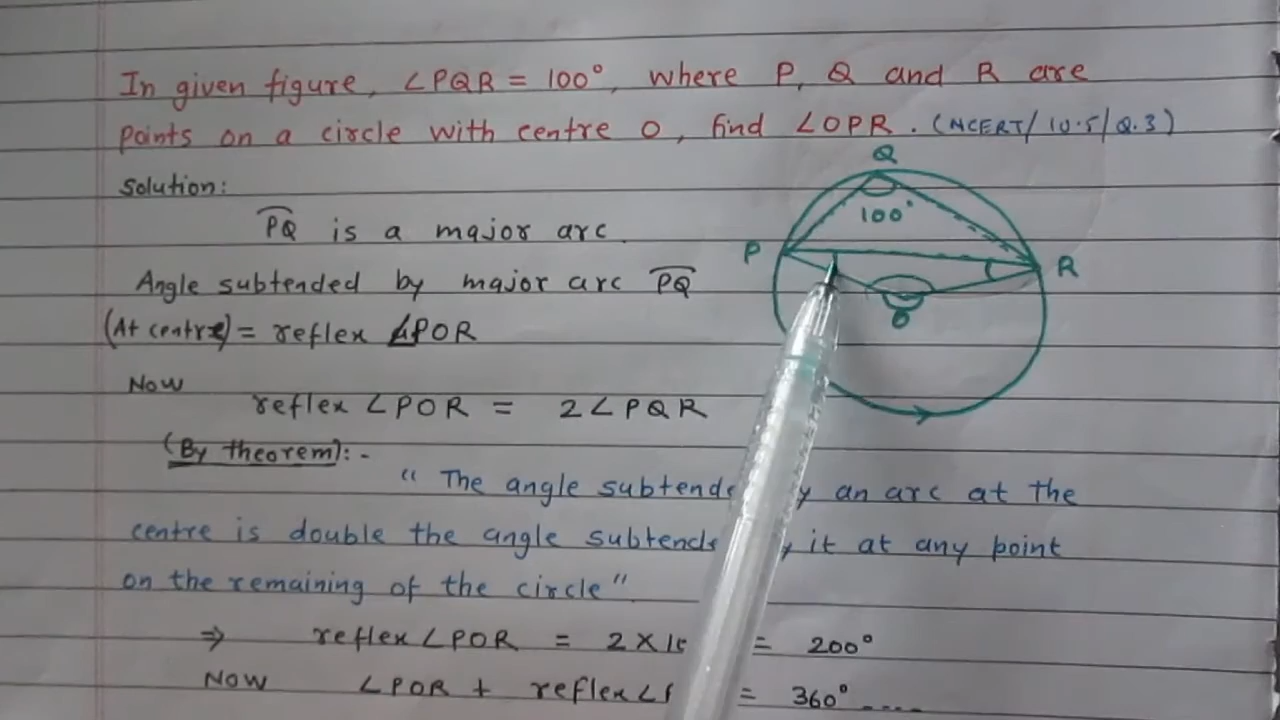 In given figure, ∠PQR = 100°, where P, Q and R are
points on a circle with centre O, find ∠OPR. (NCERT/10.5/Q.3)
Solution:
PQ is a major arc.
Angle subtended by major arc PQ
(At centre) = reflex ∠POR
Now
reflex ∠POR = 2∠PQR
(By theorem):-
" The angle subtende y an arc at the
centre is double the angle subtende it at any point
on the remaining of the circle"
⇒ reflex ∠POR = 2 × = 200°
Now ∠POR + reflex ∠ = 360° ....
Q
100°
P
R
O